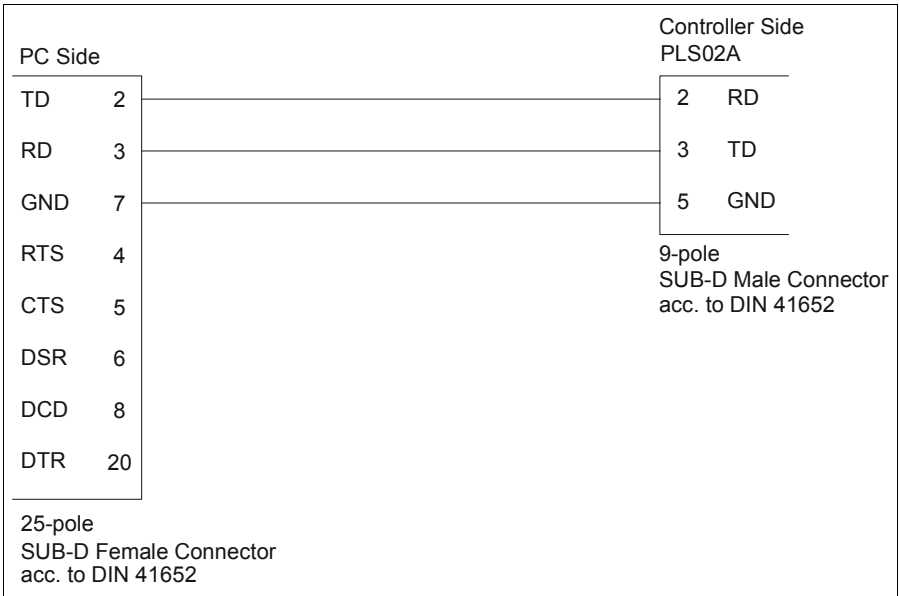 PC Side
Controller Side
PLS02A
TD 2
2 RD
RD 3
3 TD
GND 7
5 GND
RTS 4
9-pole
SUB-D Male Connector
acc. to DIN 41652
CTS 5
DSR 6
DCD 8
DTR 20
25-pole
SUB-D Female Connector
acc. to DIN 41652